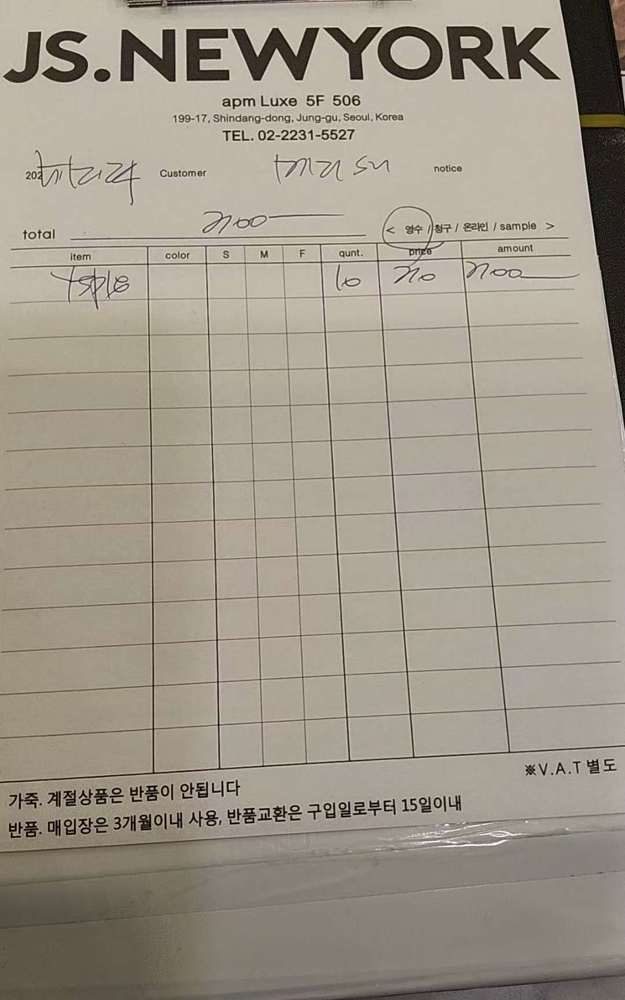 JS.NEWYORK
apm Luxe 5F 506
199-17, Shindang-dong, Jung-gu, Seoul, Korea
TEL. 02-2231-5527
202 Customer notice
total < 영수 / 청구 / 온라인 / sample >
item color S M F qunt. price amount
10
※V.A.T 별도
가죽. 계절상품은 반품이 안됩니다
반품. 매입장은 3개월이내 사용, 반품교환은 구입일로부터 15일이내